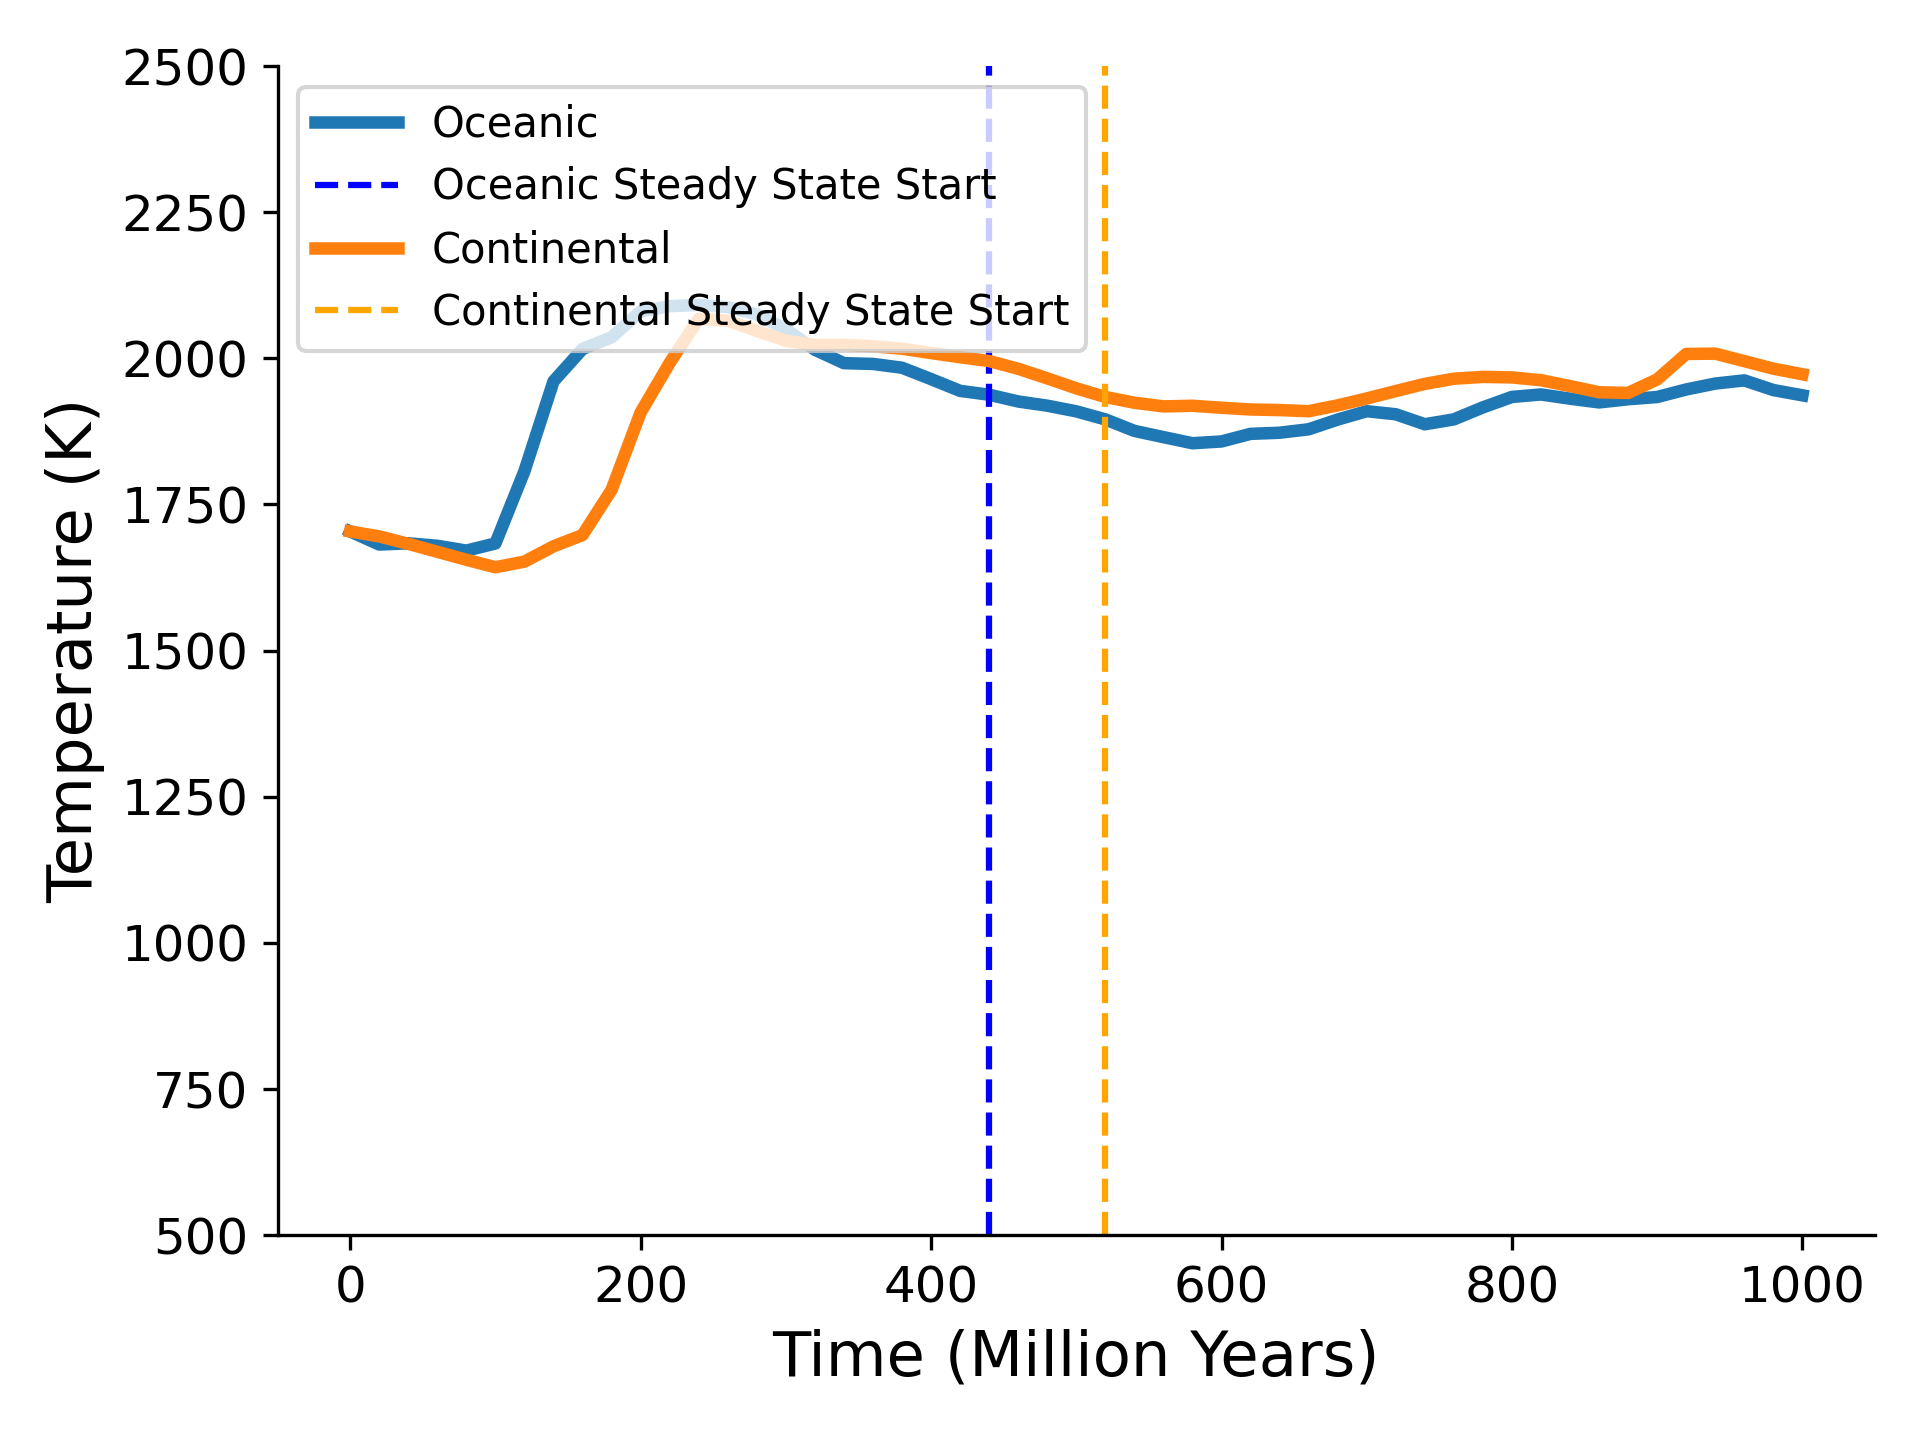 2500
2250
2000
1750
1500
1250
1000
750
500
Temperature (K)
Oceanic
Oceanic Steady State Start
Continental
Continental Steady State Start
0 200 400 600 800 1000
Time (Million Years)